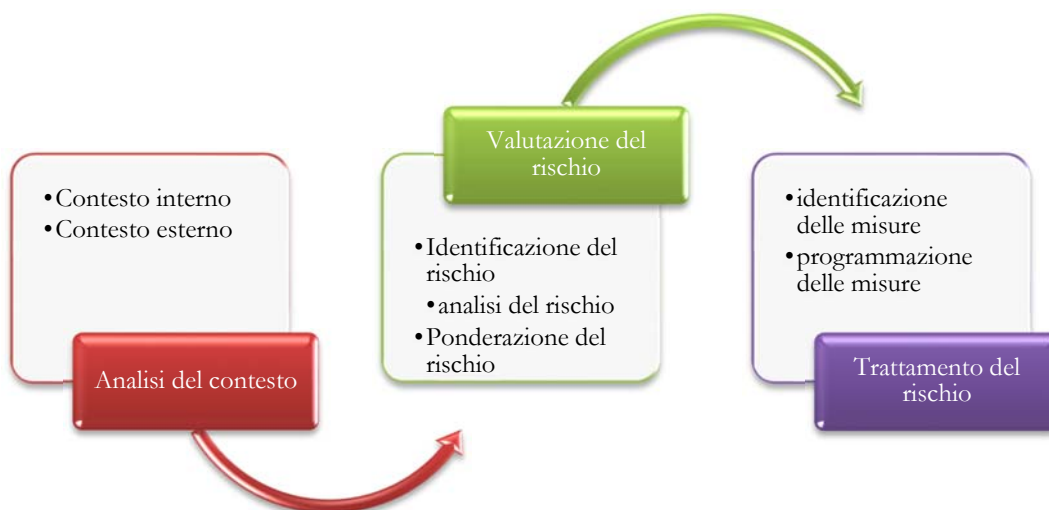 •Contesto interno
•Contesto esterno
Analisi del contesto
Valutazione del
rischio
•Identificazione del
rischio
•analisi del rischio
•Ponderazione del
rischio
•identificazione
delle misure
•programmazione
delle misure
Trattamento del
rischio